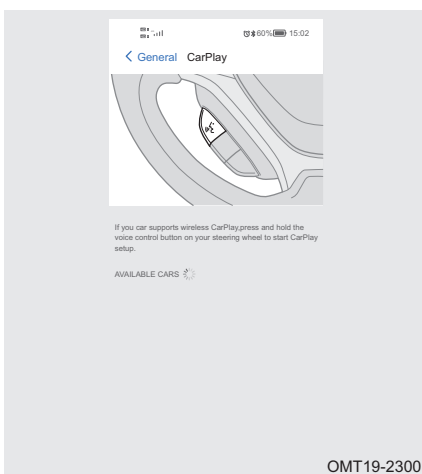 60% 15:02
General CarPlay
If you car supports wireless CarPlay,press and hold the
voice control button on your steering wheel to start CarPlay
setup.
AVAILABLE CARS
OMT19-2300